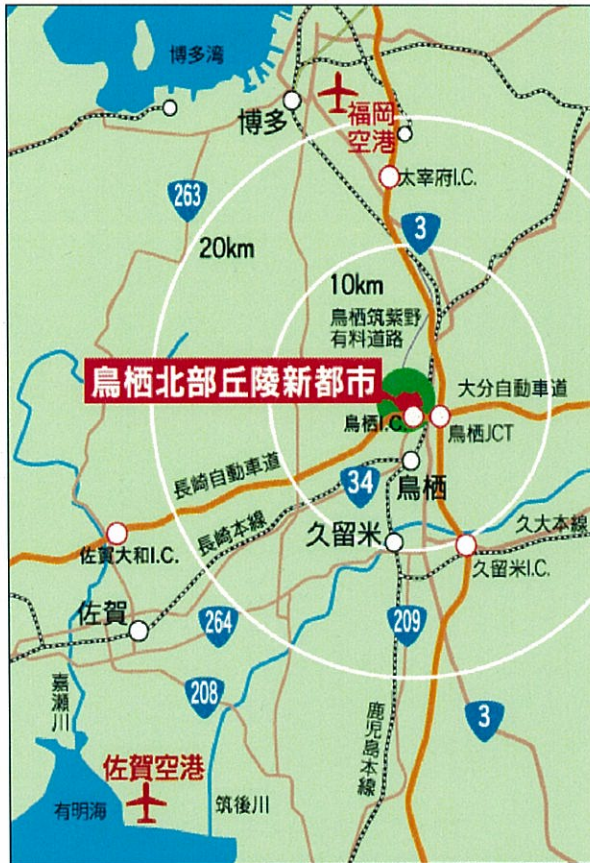 博多湾
博多
福岡
空港
太宰府I.C.
263
3
20km
10km
鳥栖筑紫野
有料道路
鳥栖北部丘陵新都市
大分自動車道
鳥栖I.C.
鳥栖JCT
長崎自動車道
34
鳥栖
長崎本線
久留米
久大本線
佐賀大和I.C.
久留米I.C.
佐賀
264
209
208
嘉瀬川
鹿児島本線
3
佐賀空港
有明海
筑後川